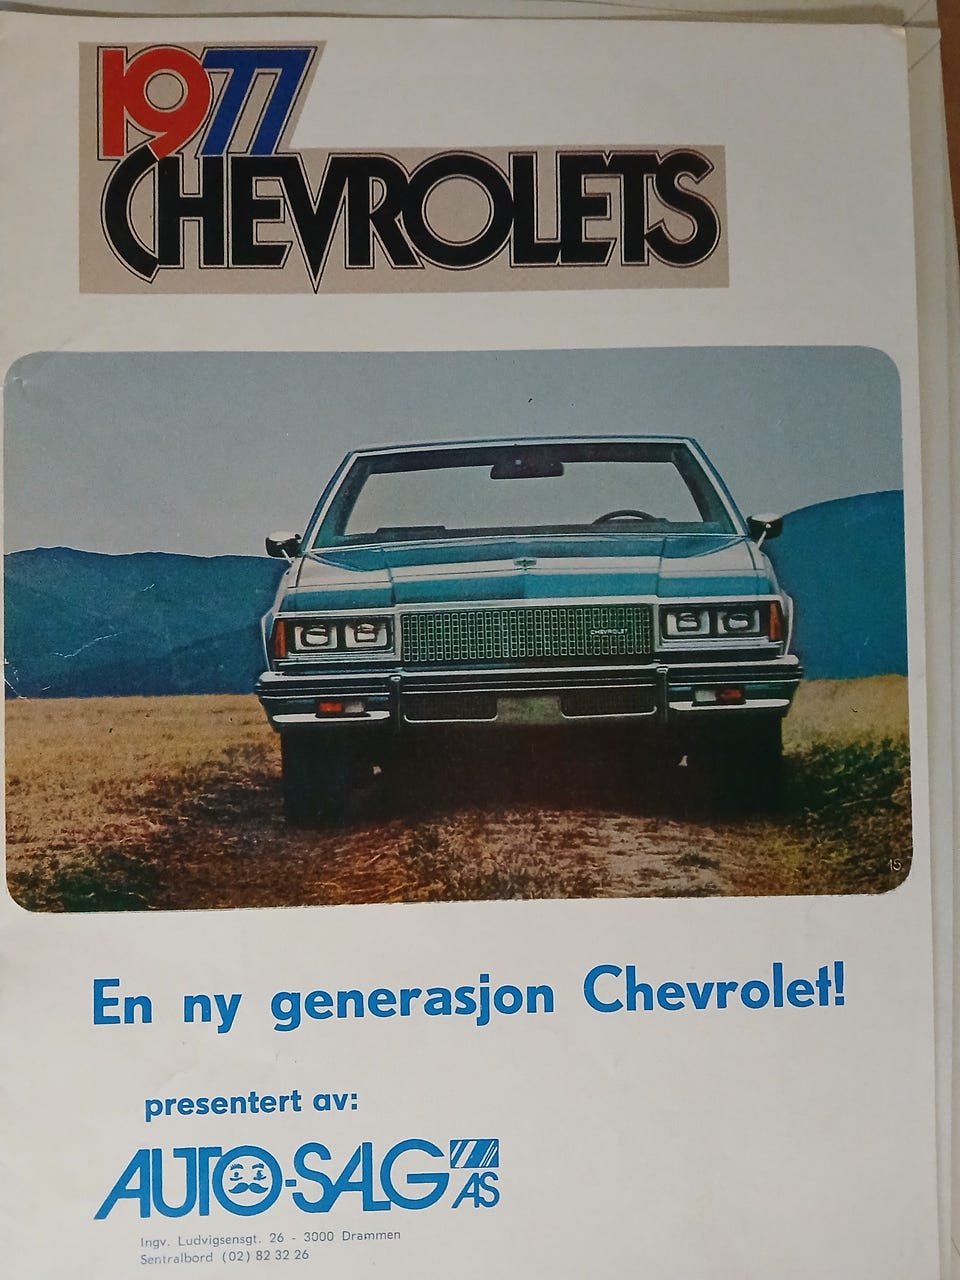 1977
CHEVROLETS
CHEVROLET
15
En ny generasjon Chevrolet!
presentert av:
AUTO-SALG AS
Ingv. Ludvigsensgt. 26 - 3000 Drammen
Sentralbord (02) 82 32 26